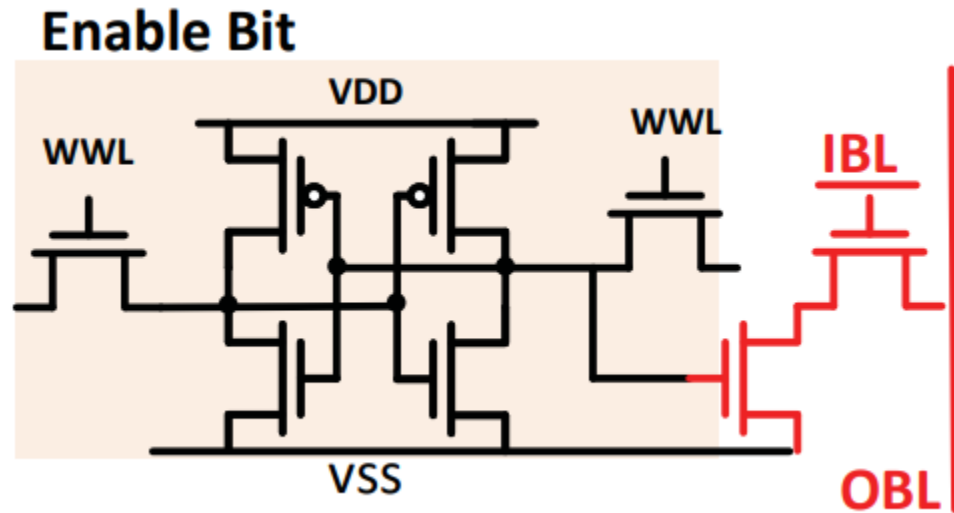 Enable Bit
VDD
WWL
WWL
IBL
VSS
OBL